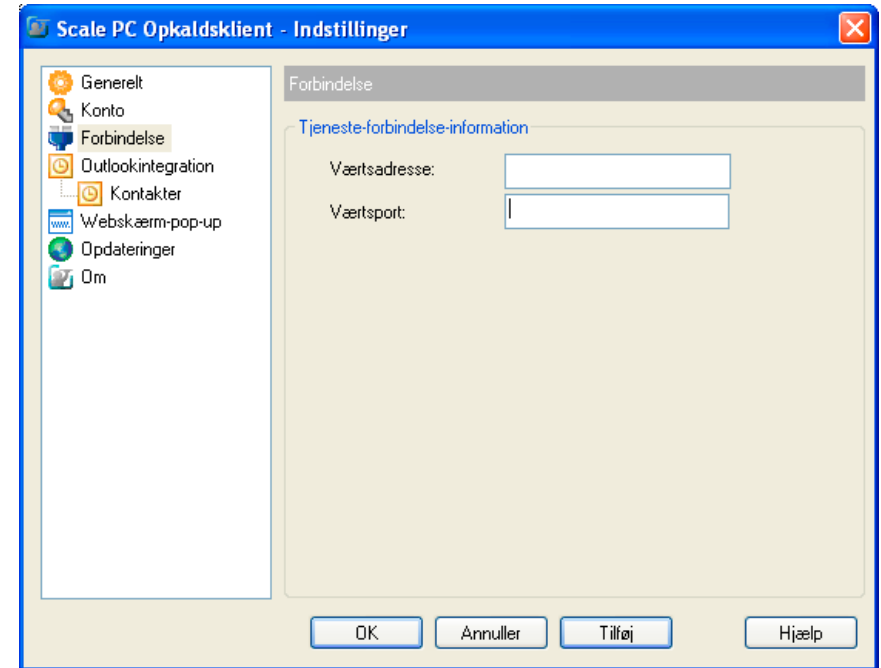 Scale PC Opkaldsklient - Indstillinger
Generelt
Konto
Forbindelse
Outlookintegration
Kontakter
www.
Webskærm-pop-up
Opdateringer
Om
Forbindelse
Tjeneste-forbindelse-information
Værtsadresse:
Værtsport:
OK
Annuller
Tilføj
Hjælp